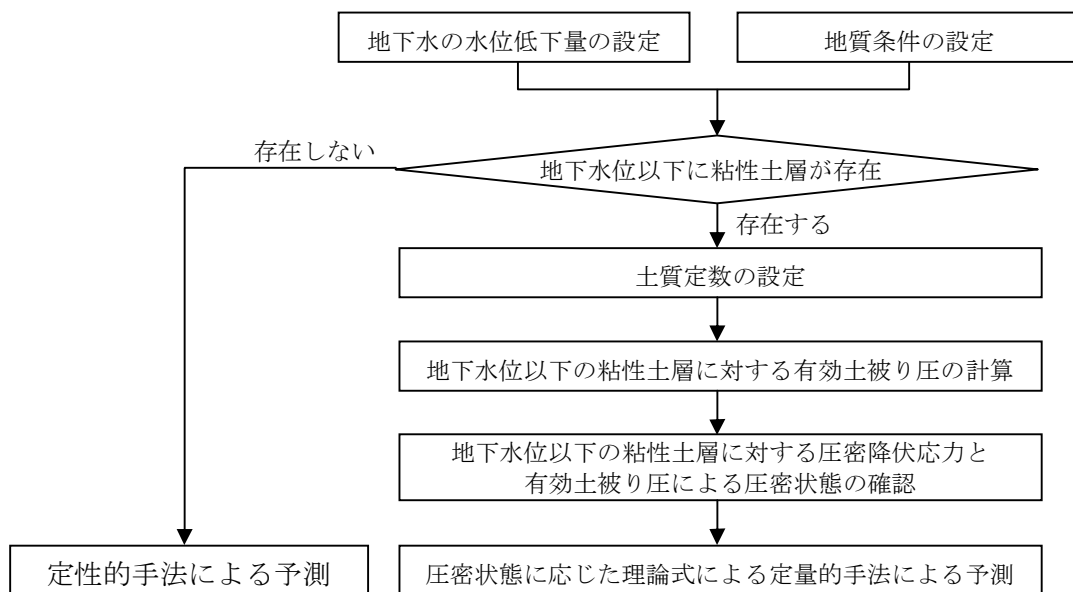 地下水の水位低下量の設定
地質条件の設定
存在しない
地下水位以下に粘性土層が存在
存在する
土質定数の設定
地下水位以下の粘性土層に対する有効土被り圧の計算
地下水位以下の粘性土層に対する圧密降伏応力と
有効土被り圧による圧密状態の確認
定性的手法による予測
圧密状態に応じた理論式による定量的手法による予測